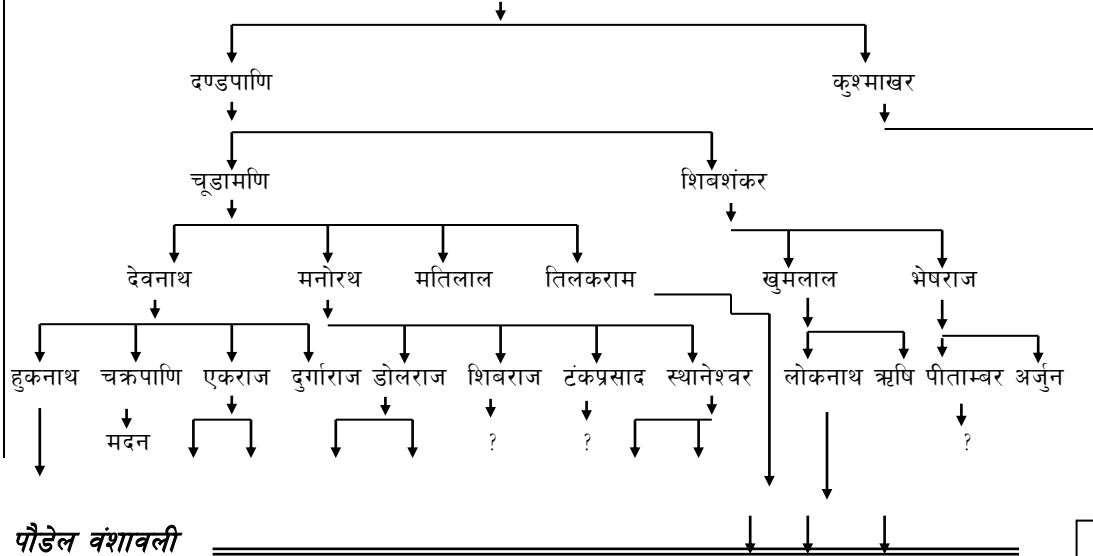 दण्डपाणि कुश्माखर
चूडामणि शिबशंकर
देवनाथ मनोरथ मतिलाल तिलकराम खुमलाल भेषराज
हुकनाथ चक्रपाणि एकराज दुर्गाराज डोलराज शिबराज टंकप्रसाद स्थानेश्वर लोकनाथ ऋषि पीताम्बर अर्जुन
मदन ? ? ?
पौडेल वंशावली